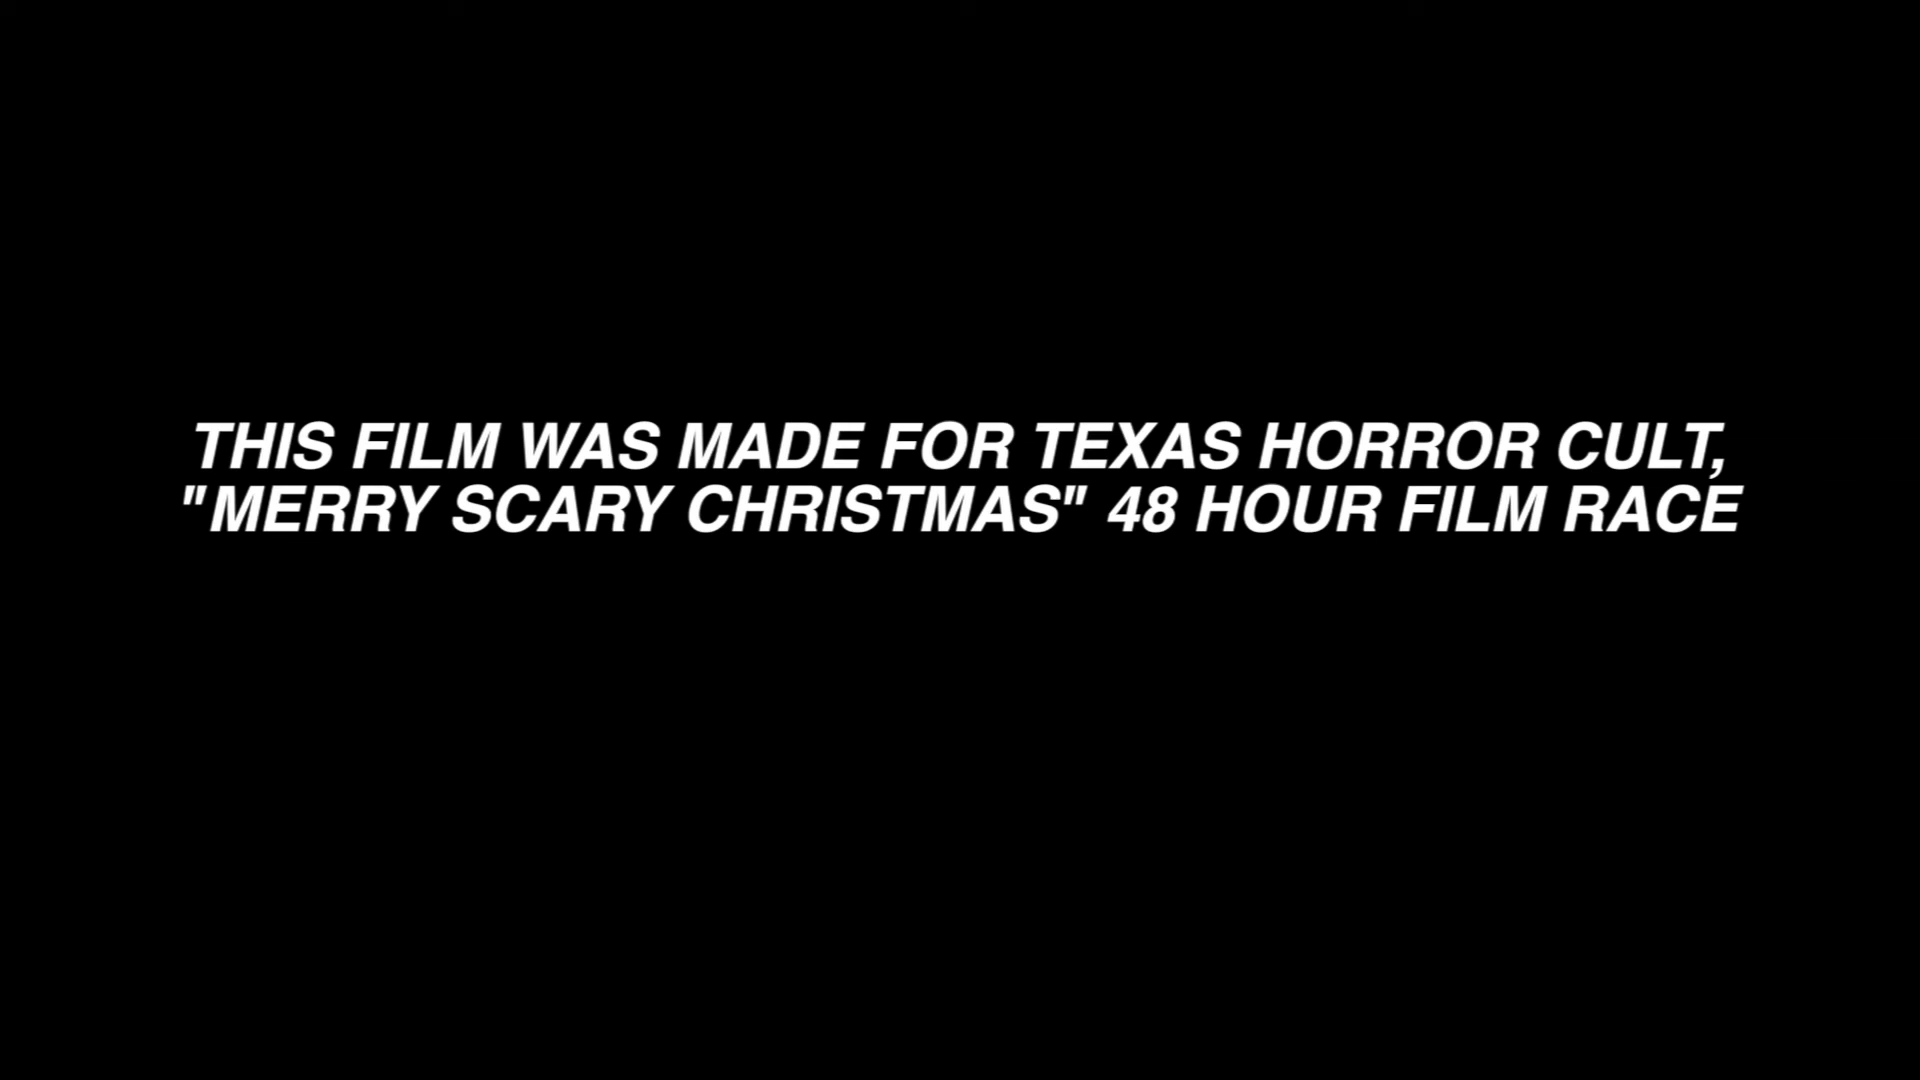 THIS FILM WAS MADE FOR TEXAS HORROR CULT,
"MERRY SCARY CHRISTMAS" 48 HOUR FILM RACE